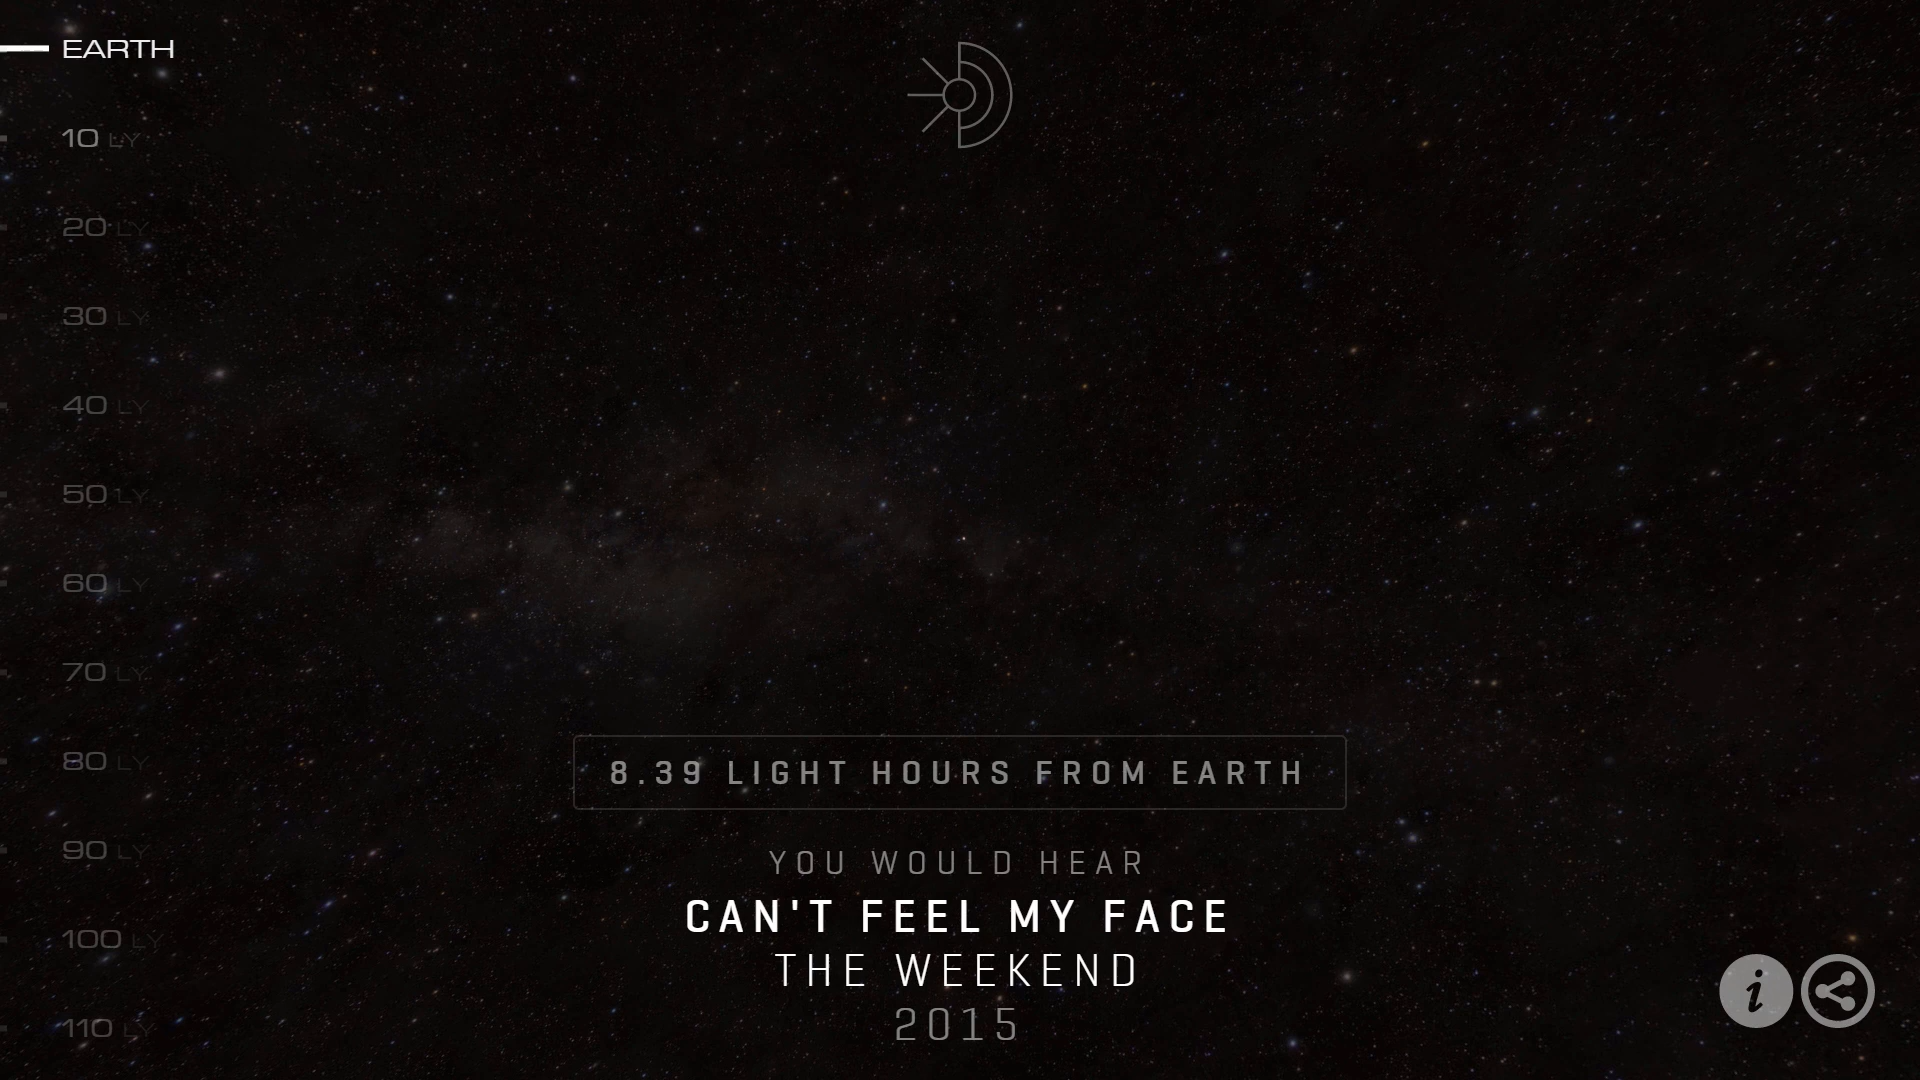 EARTH
10 LY
20 LY
30 LY
40 LY
50 LY
60 LY
70 LY
80 LY
90 LY
100 LY
110 LY
8.39 LIGHT HOURS FROM EARTH
YOU WOULD HEAR
CAN'T FEEL MY FACE
THE WEEKEND
2015
i